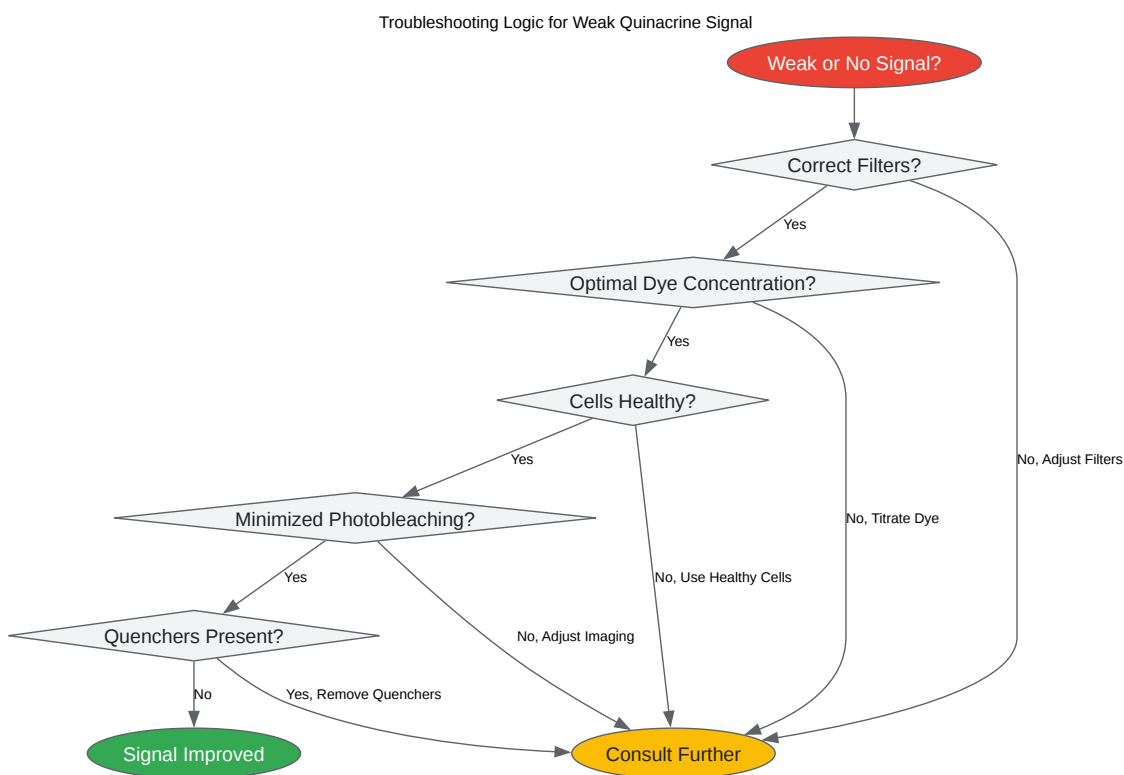 Troubleshooting Logic for Weak Quinacrine Signal
Weak or No Signal?
Correct Filters?
Yes
Optimal Dye Concentration?
Yes
Cells Healthy?
Yes
No, Adjust Filters
Minimized Photobleaching?
No, Titrate Dye
Yes
No, Use Healthy Cells
Quenchers Present?
No, Adjust Imaging
No
Yes, Remove Quenchers
Signal Improved
Consult Further